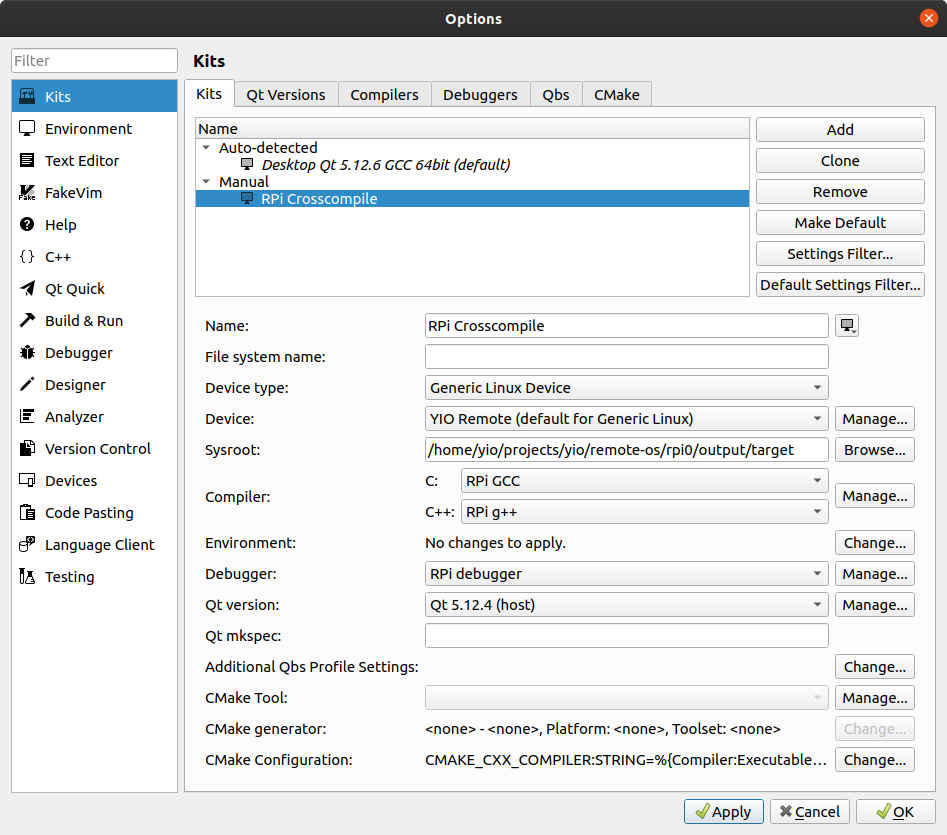 Options
Filter
Kits
Environment
Text Editor
FakeVim
Help
C++
Qt Quick
Build & Run
Debugger
Designer
Analyzer
Version Control
Devices
Code Pasting
Language Client
Testing
Kits
Kits Qt Versions Compilers Debuggers Qbs CMake
Name
Auto-detected
Desktop Qt 5.12.6 GCC 64bit (default)
Manual
RPi Crosscompile
Add
Clone
Remove
Make Default
Settings Filter...
Default Settings Filter...
Name: RPi Crosscompile
File system name:
Device type: Generic Linux Device
Device: YIO Remote (default for Generic Linux) Manage...
Sysroot: /home/yio/projects/yio/remote-os/rpi0/output/target Browse...
Compiler: C: RPi GCC Manage...
C++: RPi g++
Environment: No changes to apply. Change...
Debugger: RPi debugger Manage...
Qt version: Qt 5.12.4 (host) Manage...
Qt mkspec:
Additional Qbs Profile Settings: Change...
CMake Tool: Manage...
CMake generator: <none> - <none>, Platform: <none>, Toolset: <none> Change...
CMake Configuration: CMAKE_CXX_COMPILER:STRING=%{Compiler:Executable... Change...
Apply Cancel OK